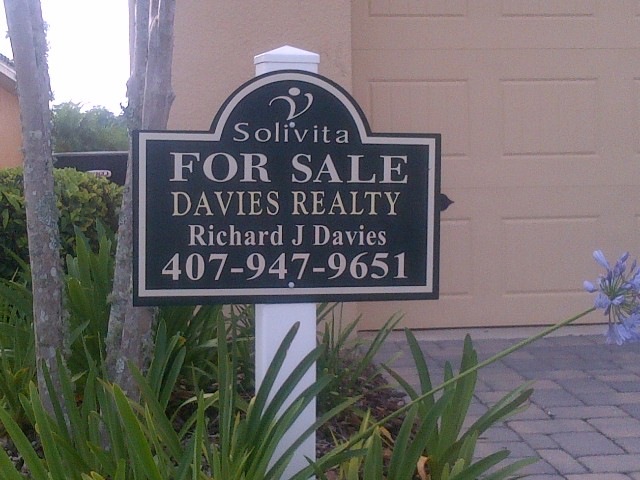 Solivita
FOR SALE
DAVIES REALTY
Richard J Davies
407-947-9651